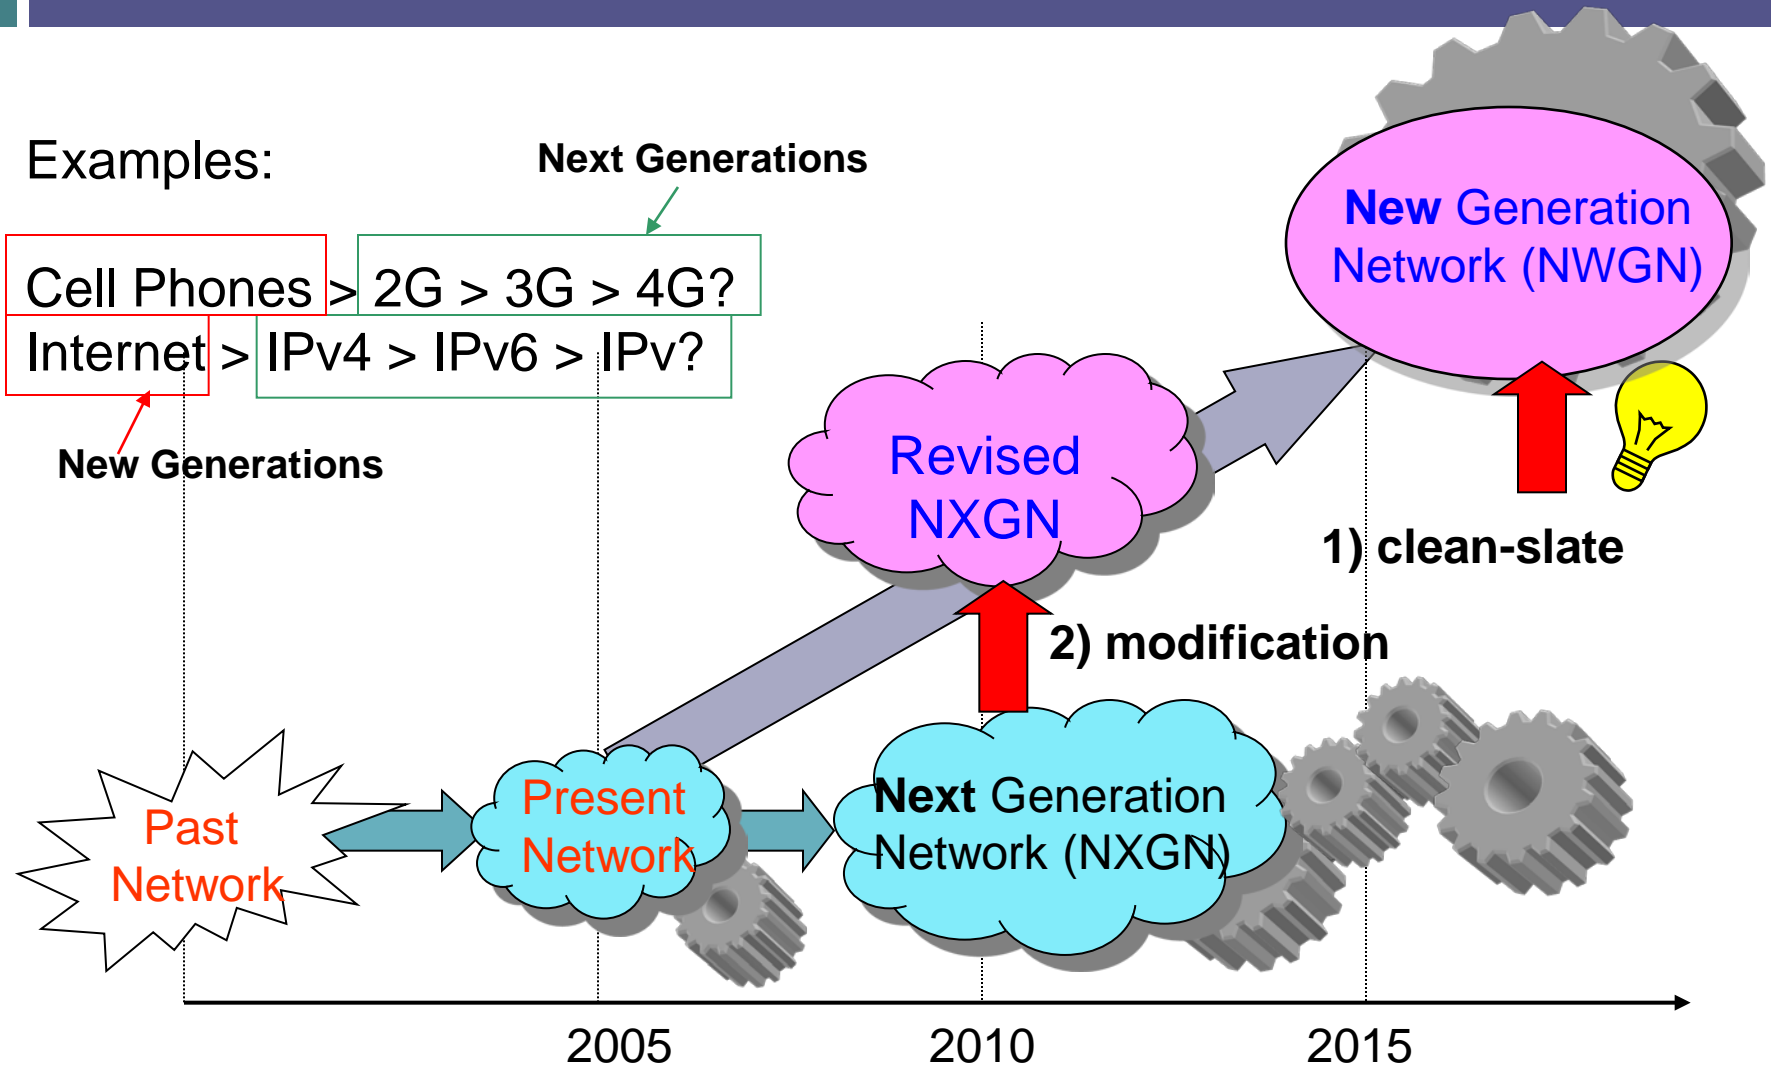 Examples:
Next Generations
Cell Phones > 2G > 3G > 4G?
Internet > IPv4 > IPv6 > IPv?
New Generations
New Generation
Network (NWGN)
Revised
NXGN
1) clean-slate
2) modification
Past
Network
Present
Network
Next Generation
Network (NXGN)
2005
2010
2015